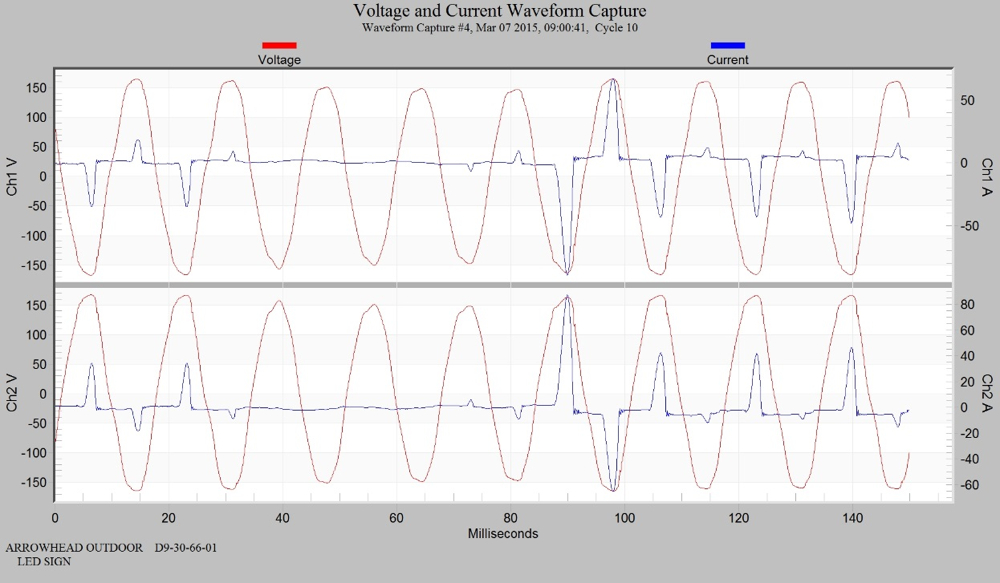 Voltage and Current Waveform Capture
Waveform Capture #4, Mar 07 2015, 09:00:41, Cycle 10
Voltage
Current
150
100
50
0
-50
-100
-150
Ch1 V
50
0
-50
Ch1 A
150
100
50
0
-50
-100
-150
Ch2 V
80
60
40
20
0
-20
-40
-60
Ch2 A
0 20 40 60 80 100 120 140
Milliseconds
ARROWHEAD OUTDOOR D9-30-66-01
LED SIGN